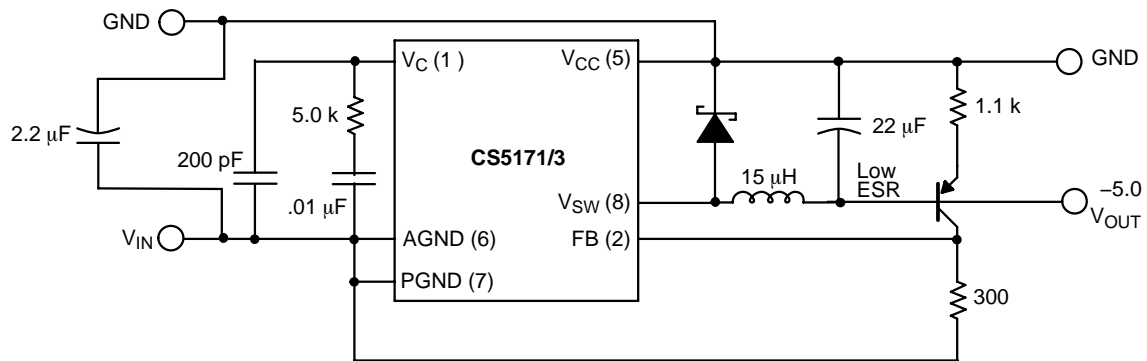 GND
V_C (1 )
V_CC (5)
GND
2.2 μF
5.0 k
22 μF
1.1 k
200 pF
CS5171/3
15 μH
Low
ESR
−5.0
.01 μF
V_SW (8)
V_OUT
V_IN
AGND (6)
FB (2)
PGND (7)
300